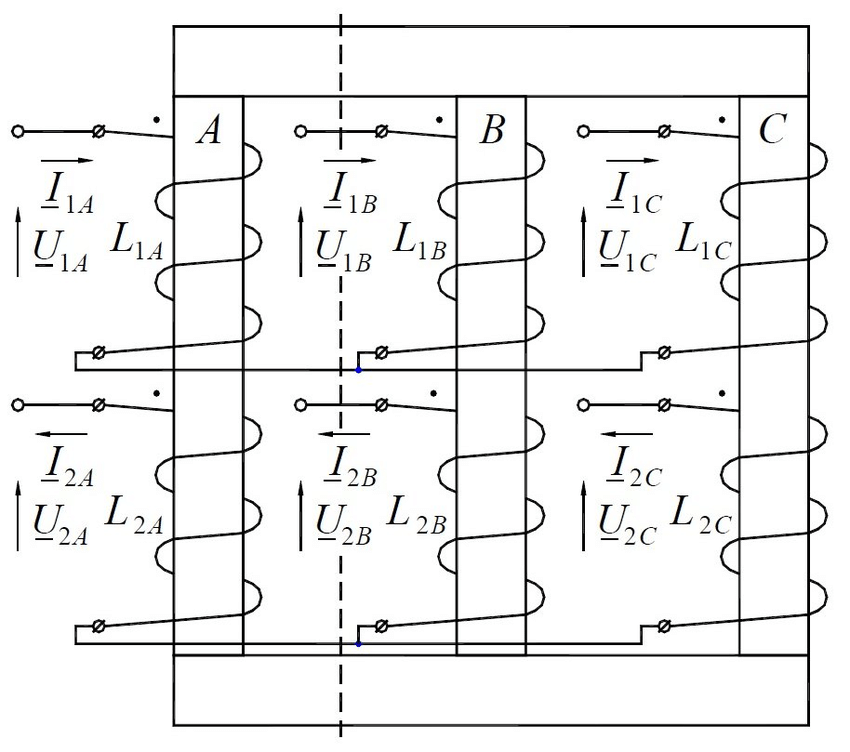 A B C
I1A I1B I1C
U1A L1A U1B L1B U1C L1C
I2A I2B I2C
U2A L2A U2B L2B U2C L2C